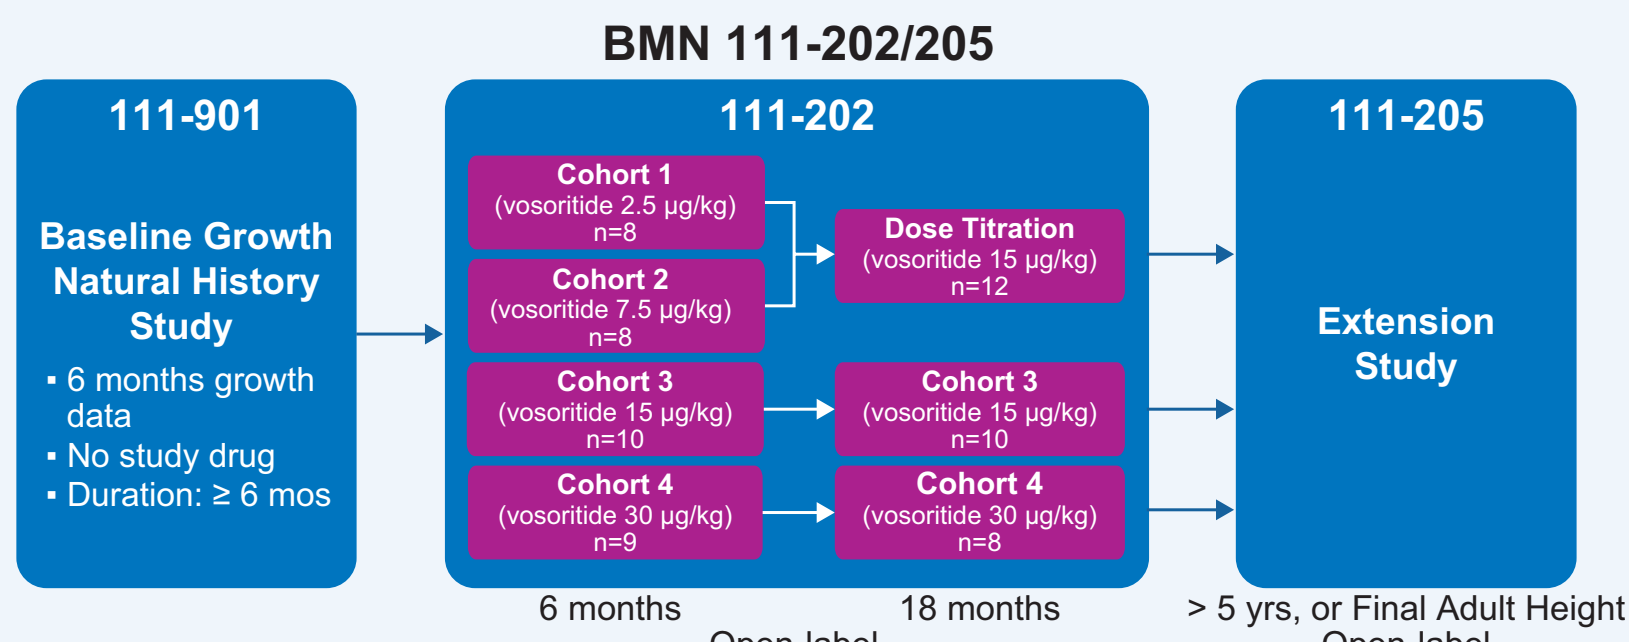 BMN 111-202/205
111-901
Baseline Growth
Natural History
Study
▪ 6 months growth
data
▪ No study drug
▪ Duration: ≥ 6 mos
111-202
Cohort 1
(vosoritide 2.5 µg/kg)
n=8
Cohort 2
(vosoritide 7.5 µg/kg)
n=8
Cohort 3
(vosoritide 15 µg/kg)
n=10
Cohort 4
(vosoritide 30 µg/kg)
n=9
Dose Titration
(vosoritide 15 µg/kg)
n=12
Cohort 3
(vosoritide 15 µg/kg)
n=10
Cohort 4
(vosoritide 30 µg/kg)
n=8
111-205
Extension
Study
6 months
18 months
> 5 yrs, or Final Adult Height
Open-label
Open-label